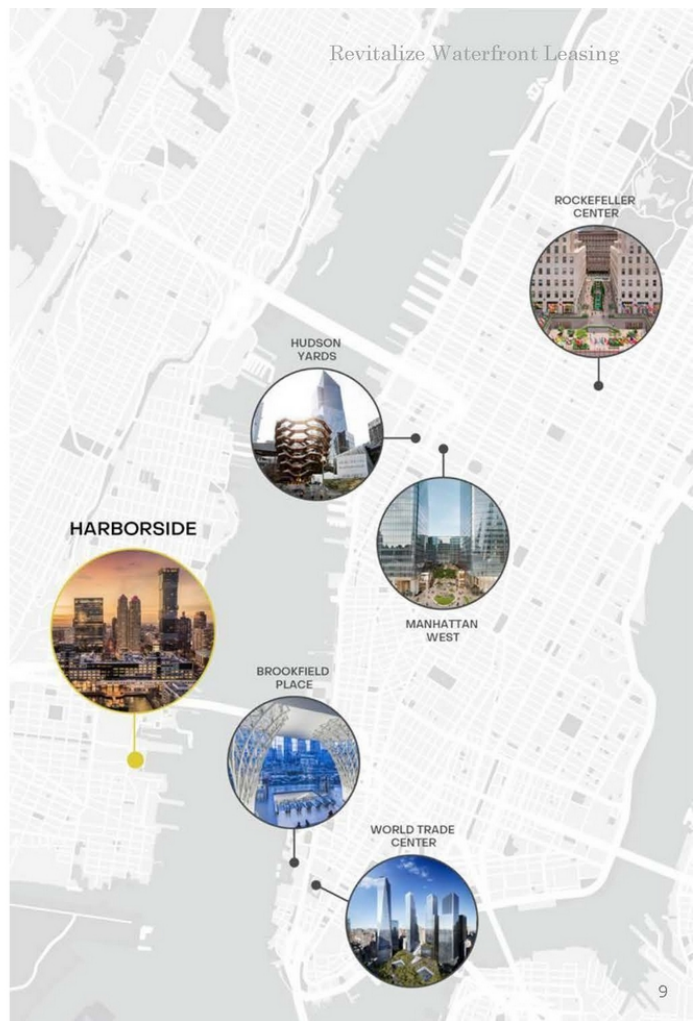 Revitalize Waterfront Leasing
ROCKEFELLER
CENTER
HUDSON
YARDS
HARBORSIDE
MANHATTAN
WEST
BROOKFIELD
PLACE
WORLD TRADE
CENTER
9